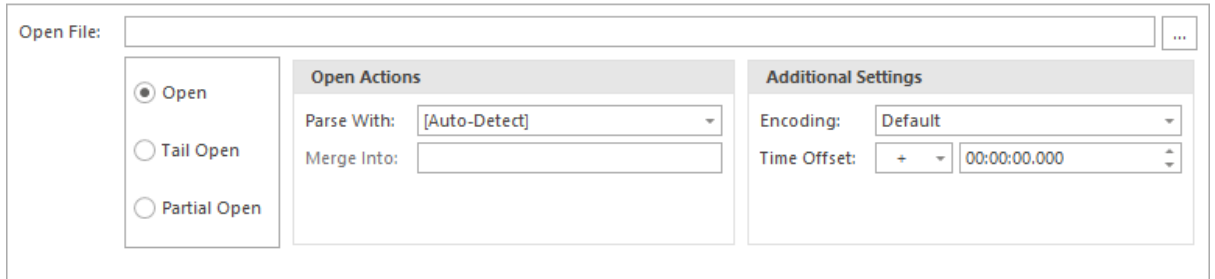 Open File:
...
Open
Tail Open
Partial Open
Open Actions
Parse With: [Auto-Detect]
Merge Into:
Additional Settings
Encoding: Default
Time Offset: + 00:00:00.000